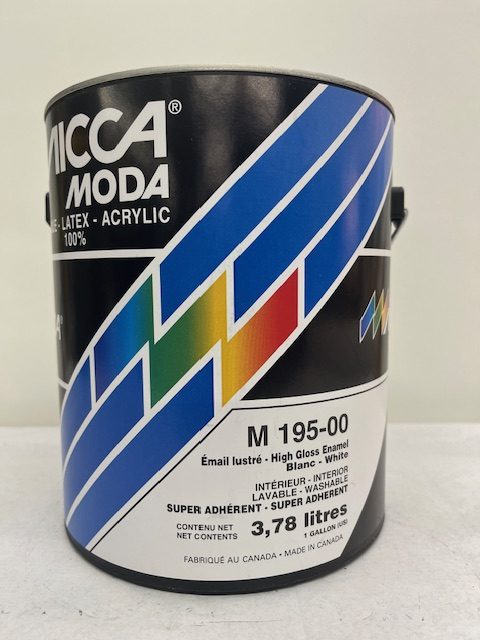 MICCA®
MODA
- LATEX - ACRYLIC
100%
M 195-00
Émail lustré - High Gloss Enamel
Blanc - White
INTÉRIEUR - INTERIOR
LAVABLE - WASHABLE
SUPER ADHÉRENT - SUPER ADHERENT
CONTENU NET
NET CONTENTS
3,78 litres
1 GALLON (US)
FABRIQUÉ AU CANADA • MADE IN CANADA